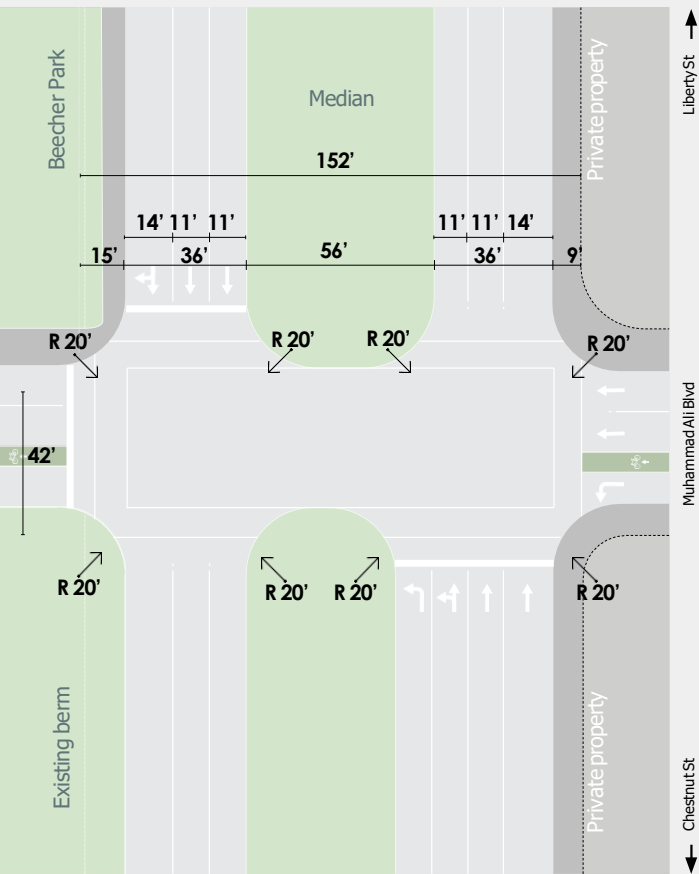 Beecher Park
Median
Private property
Liberty St
152’
14’ 11’ 11’
11’ 11’ 14’
15’ 36’ 56’ 36’ 9’
R 20’ R 20’ R 20’ R 20’
42’
Muhammad Ali Blvd
R 20’ R 20’ R 20’ R 20’
Existing berm
Private property
Chestnut St